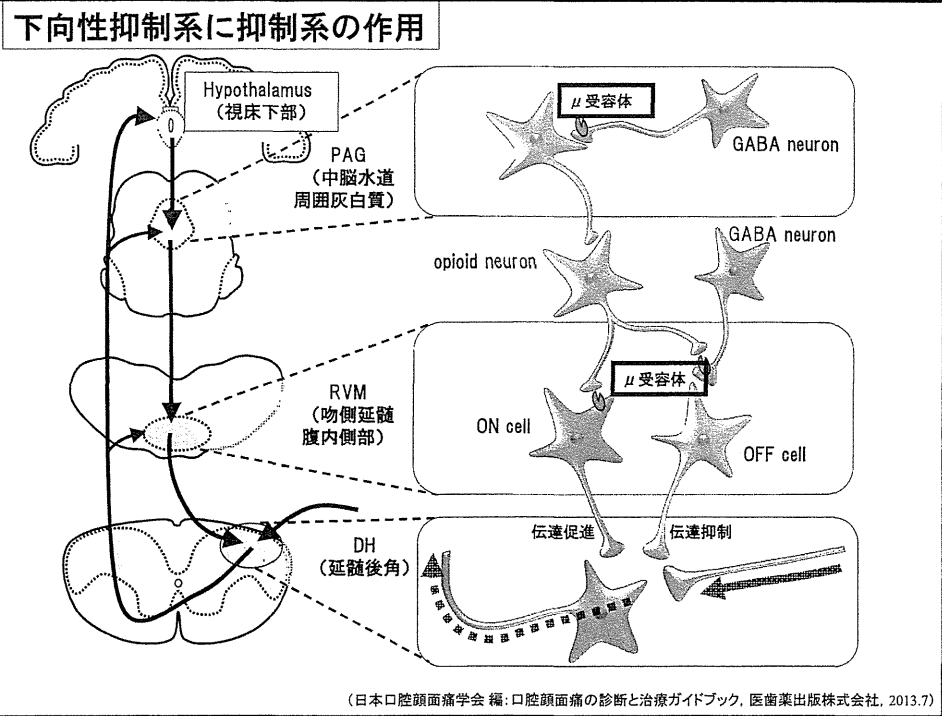 下向性抑制系に抑制系の作用
Hypothalamus
（視床下部）
PAG
（中脳水道
周囲灰白質）
μ受容体
GABA neuron
opioid neuron
GABA neuron
RVM
（吻側延髄
腹内側部）
μ受容体
ON cell
OFF cell
DH
（延髄後角）
伝達促進
伝達抑制
（日本口腔顔面痛学会 編：口腔顔面痛の診断と治療ガイドブック，医歯薬出版株式会社，2013.7）